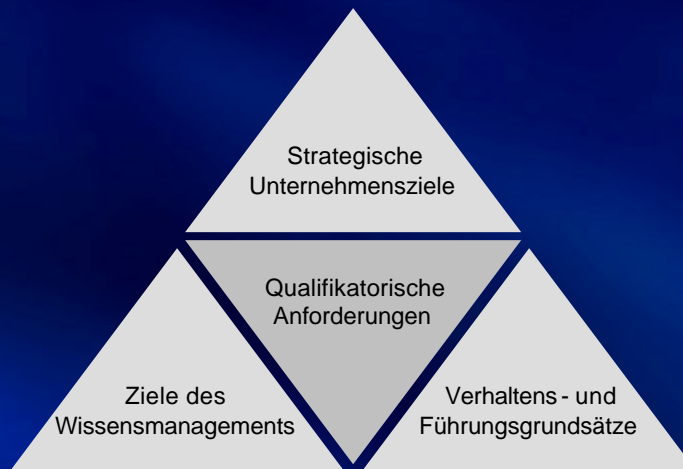 Strategische
Unternehmensziele
Qualifikatorische
Anforderungen
Ziele des
Wissensmanagements
Verhaltens - und
Führungsgrundsätze